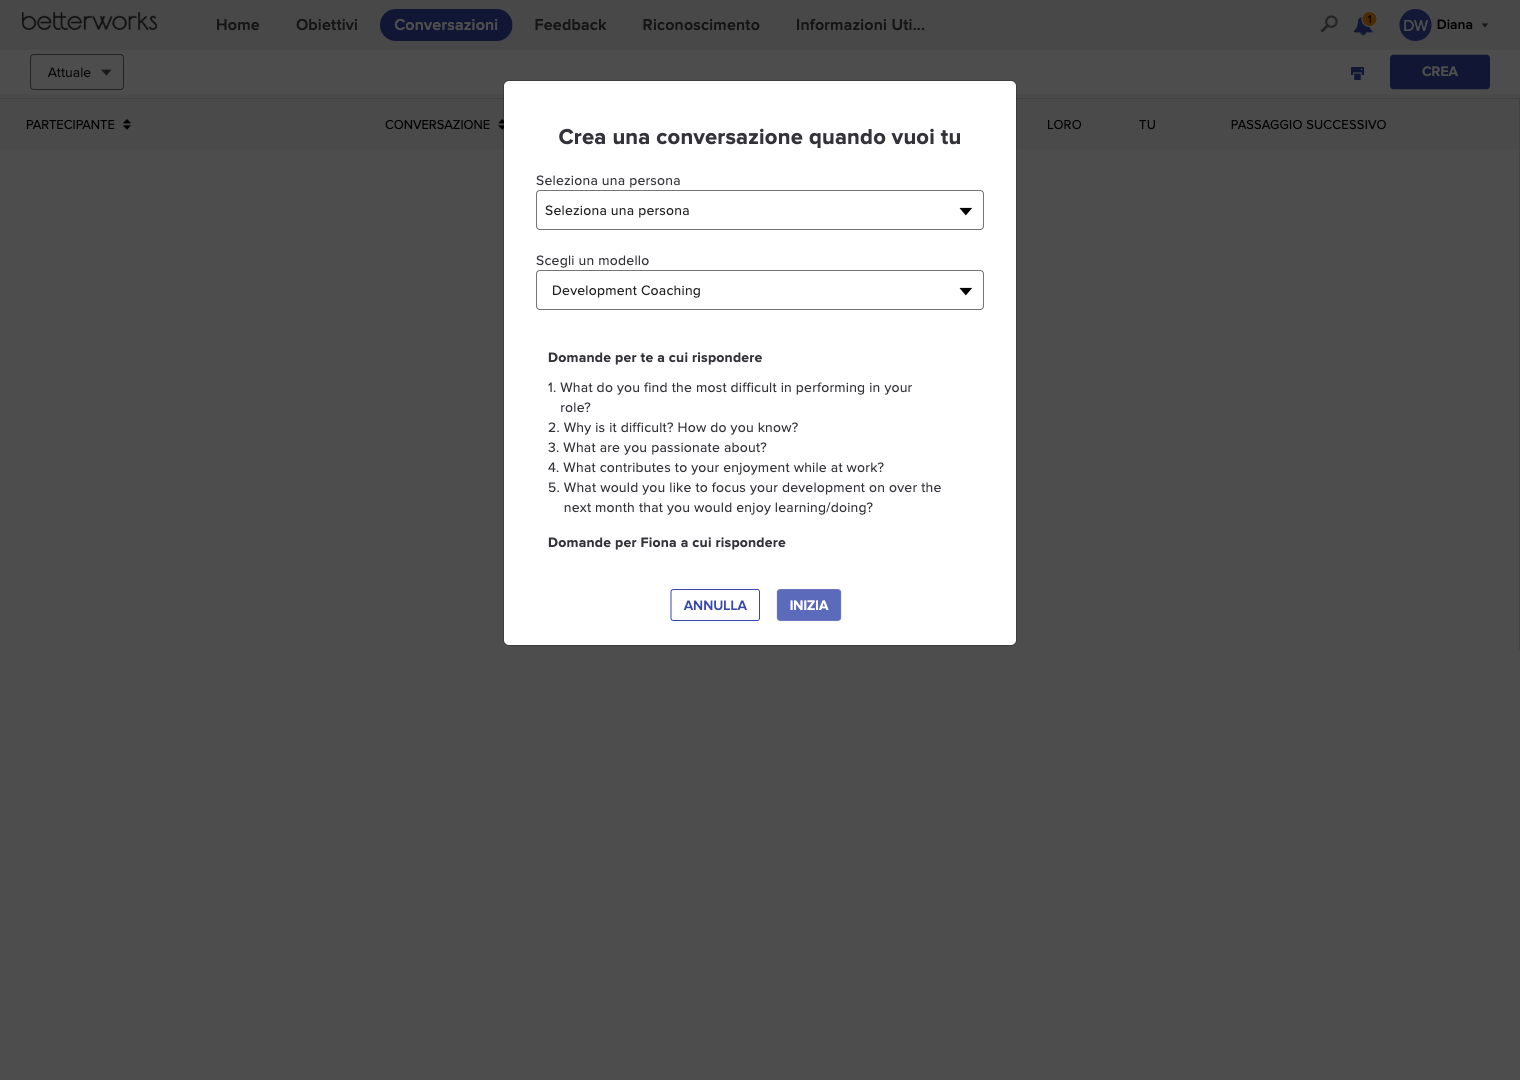 betterworks Home Obiettivi Conversazioni Feedback Riconoscimento Informazioni Uti... 1 DW Diana
Attuale CREA
PARTECIPANTE CONVERSAZIONE LORO TU PASSAGGIO SUCCESSIVO
Crea una conversazione quando vuoi tu
Seleziona una persona
Seleziona una persona
Scegli un modello
Development Coaching
Domande per te a cui rispondere
1. What do you find the most difficult in performing in your
role?
2. Why is it difficult? How do you know?
3. What are you passionate about?
4. What contributes to your enjoyment while at work?
5. What would you like to focus your development on over the
next month that you would enjoy learning/doing?
Domande per Fiona a cui rispondere
ANNULLA INIZIA